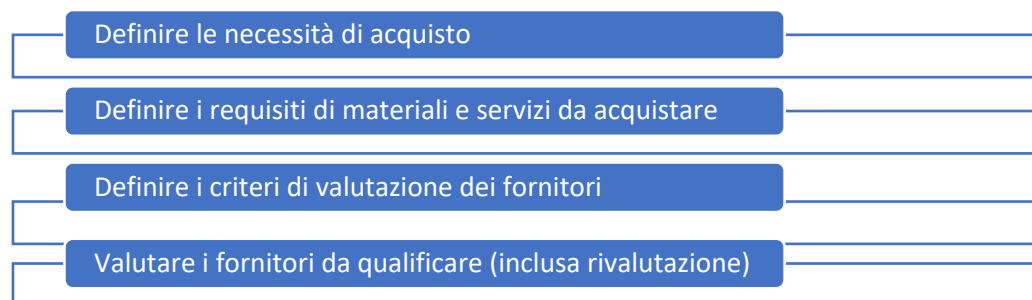 Definire le necessità di acquisto
Definire i requisiti di materiali e servizi da acquistare
Definire i criteri di valutazione dei fornitori
Valutare i fornitori da qualificare (inclusa rivalutazione)